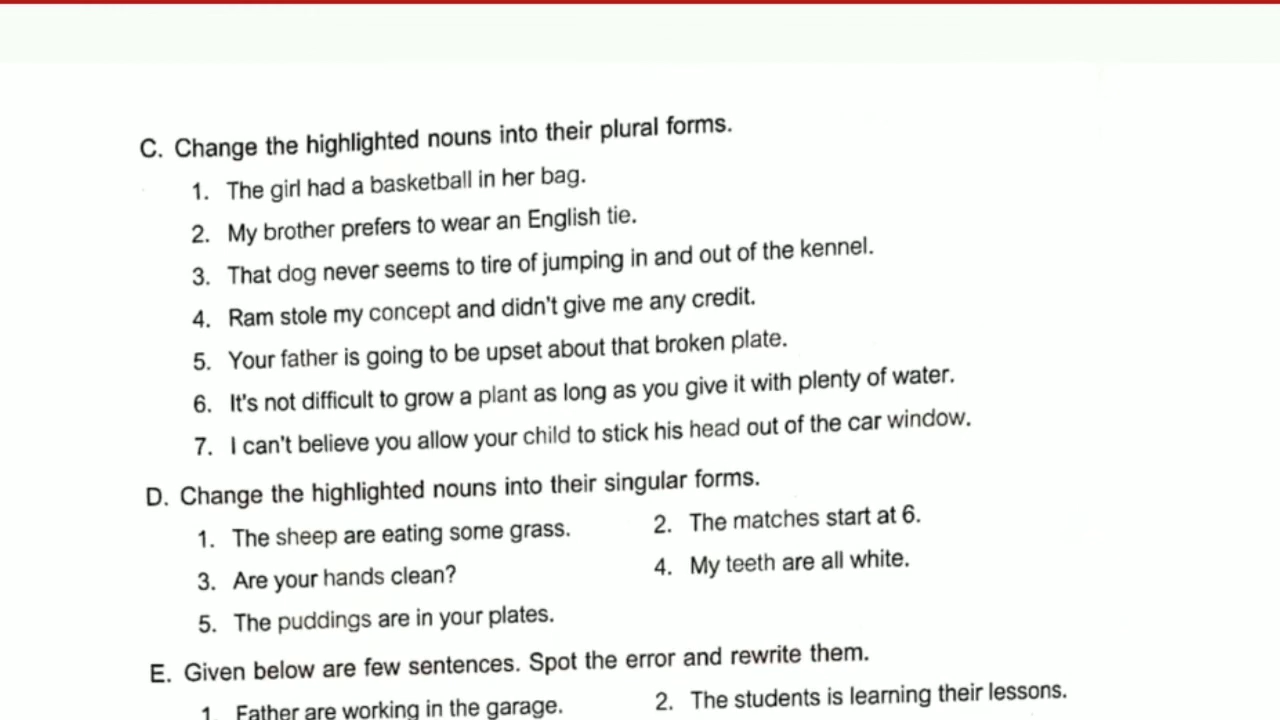 C. Change the highlighted nouns into their plural forms.
1. The girl had a basketball in her bag.
2. My brother prefers to wear an English tie.
3. That dog never seems to tire of jumping in and out of the kennel.
4. Ram stole my concept and didn't give me any credit.
5. Your father is going to be upset about that broken plate.
6. It's not difficult to grow a plant as long as you give it with plenty of water.
7. I can't believe you allow your child to stick his head out of the car window.
D. Change the highlighted nouns into their singular forms.
1. The sheep are eating some grass. 2. The matches start at 6.
3. Are your hands clean? 4. My teeth are all white.
5. The puddings are in your plates.
E. Given below are few sentences. Spot the error and rewrite them.
1. Father are working in the garage. 2. The students is learning their lessons.